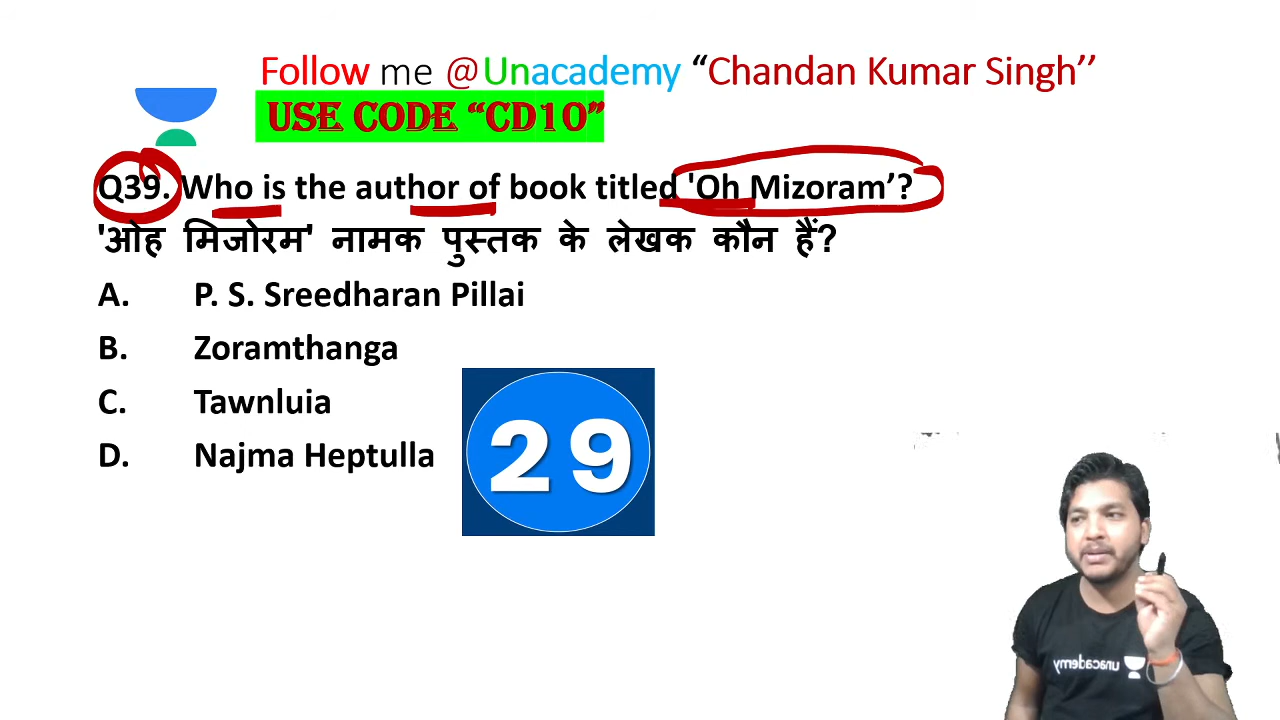 Follow me @Unacademy “Chandan Kumar Singh’’
USE CODE “CD10”
Q39. Who is the author of book titled 'Oh Mizoram’?
'ओह मिजोरम' नामक पुस्तक के लेखक कौन हैं?
A. P. S. Sreedharan Pillai
B. Zoramthanga
C. Tawnluia
D. Najma Heptulla
29
unacademy